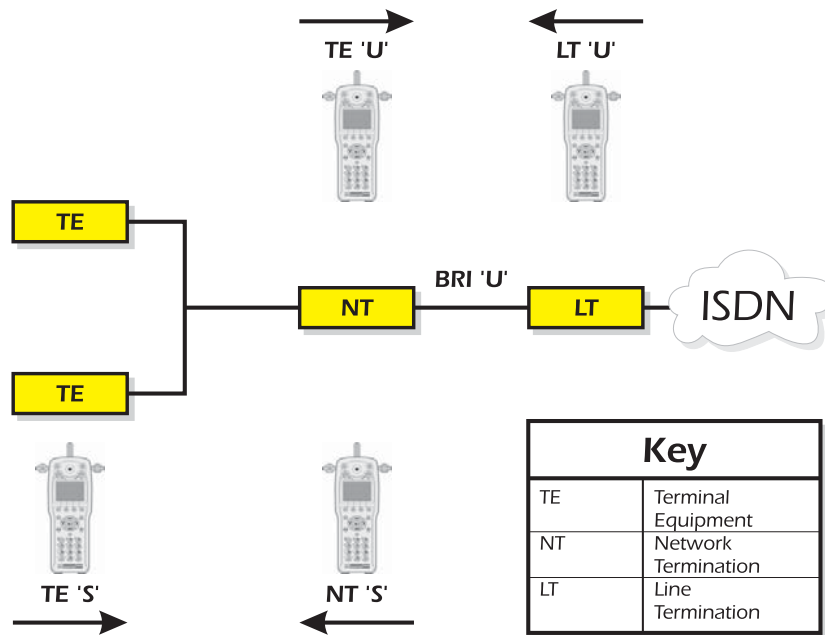 TE 'U'
LT 'U'
TE
BRI 'U'
NT
LT
ISDN
TE
Key
TE
Terminal
Equipment
NT
Network
Termination
LT
Line
Termination
TE 'S'
NT 'S'